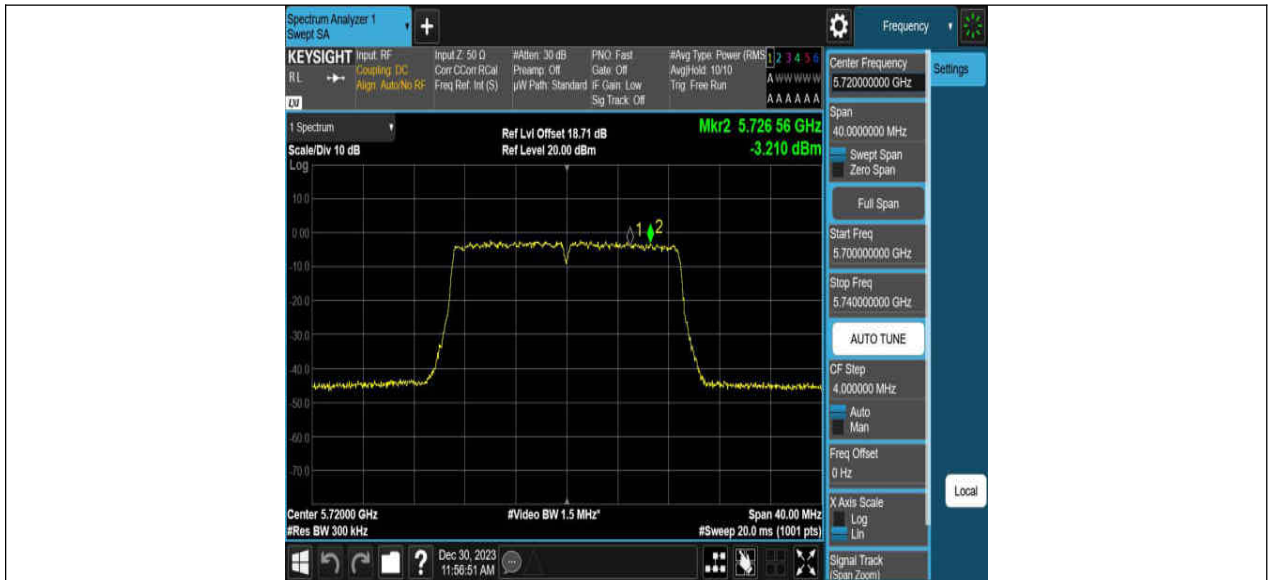 Spectrum Analyzer 1
Swept SA
+
Frequency
KEYSIGHT
RL
LXI
Input: RF
Coupling: DC
Align: Auto/No RF
Input Z: 50 Ω
Corr CCorr RCal
Freq Ref: Int (S)
#Atten: 30 dB
Preamp: Off
µW Path: Standard
PNO: Fast
Gate: Off
IF Gain: Low
Sig Track: Off
#Avg Type: Power (RMS
Avg|Hold: 10/10
Trig: Free Run
1 2 3 4 5 6
A W W W W W
A A A A A A
1 Spectrum
Scale/Div 10 dB
Ref Lvl Offset 18.71 dB
Ref Level 20.00 dBm
Mkr2 5.726 56 GHz
-3.210 dBm
Log
10.0
0.00
-10.0
-20.0
-30.0
-40.0
-50.0
-60.0
-70.0
1 2
Center 5.72000 GHz
#Res BW 300 kHz
#Video BW 1.5 MHz*
Span 40.00 MHz
#Sweep 20.0 ms (1001 pts)
?
Dec 30, 2023
11:56:51 AM
Center Frequency
5.720000000 GHz
Settings
Span
40.0000000 MHz
Swept Span
Zero Span
Full Span
Start Freq
5.700000000 GHz
Stop Freq
5.740000000 GHz
AUTO TUNE
CF Step
4.000000 MHz
Auto
Man
Freq Offset
0 Hz
Local
X Axis Scale
Log
Lin
Signal Track
(Span Zoom)